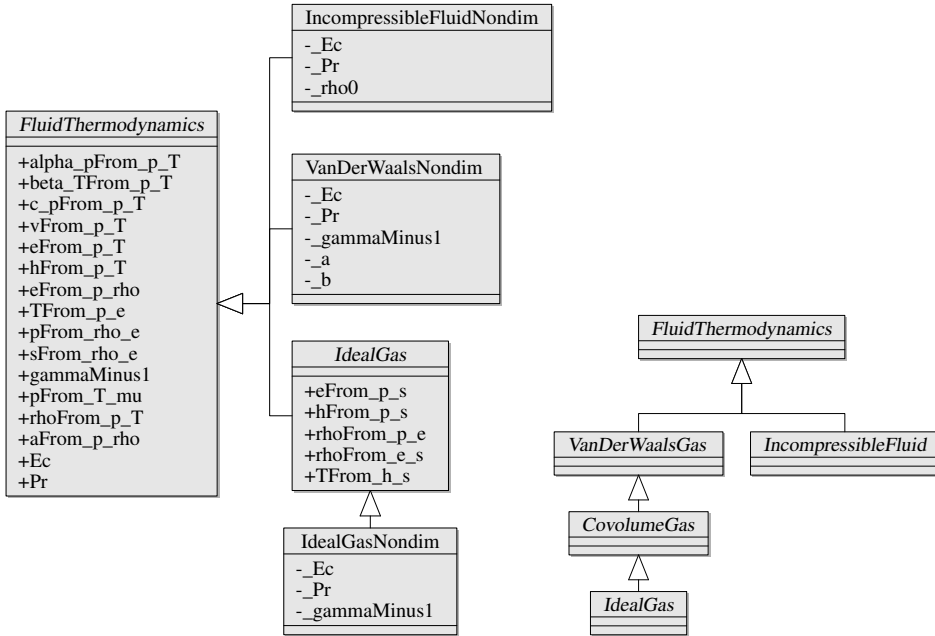 IncompressibleFluidNondim
-_Ec
-_Pr
-_rho0
FluidThermodynamics
+alpha_pFrom_p_T
+beta_TFrom_p_T
+c_pFrom_p_T
+vFrom_p_T
+eFrom_p_T
+hFrom_p_T
+eFrom_p_rho
+TFrom_p_e
+pFrom_rho_e
+sFrom_rho_e
+gammaMinus1
+pFrom_T_mu
+rhoFrom_p_T
+aFrom_p_rho
+Ec
+Pr
VanDerWaalsNondim
-_Ec
-_Pr
-_gammaMinus1
-_a
-_b
IdealGas
+eFrom_p_s
+hFrom_p_s
+rhoFrom_p_e
+rhoFrom_e_s
+TFrom_h_s
IdealGasNondim
-_Ec
-_Pr
-_gammaMinus1
FluidThermodynamics
VanDerWaalsGas
IncompressibleFluid
CovolumeGas
IdealGas